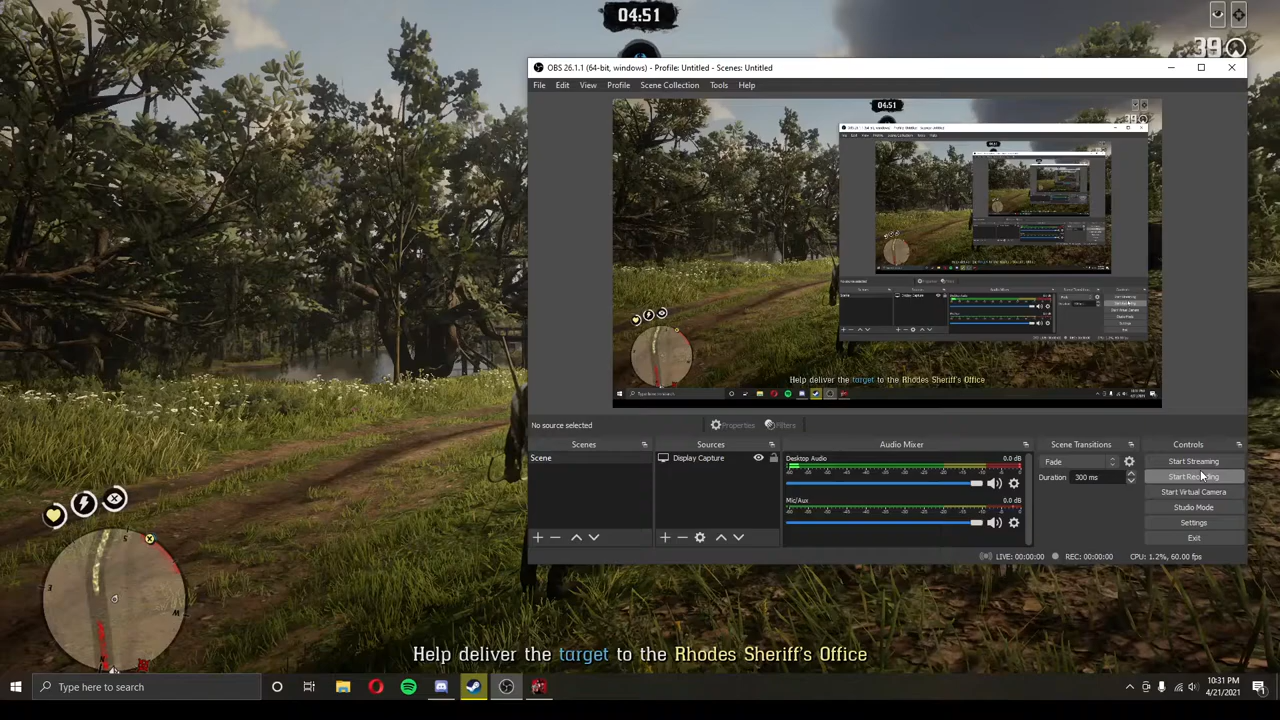 04:51
39
OBS 26.1.1 (64-bit, windows) - Profile: Untitled - Scenes: Untitled
File Edit View Profile Scene Collection Tools Help
04:51
Help deliver the target to the Rhodes Sheriff's Office
No source selected
Properties
Filters
Scenes
Scene
Sources
Display Capture
Audio Mixer
Desktop Audio
0.0 dB
Mic/Aux
0.0 dB
Scene Transitions
Fade
Duration 300 ms
Controls
Start Streaming
Start Recording
Start Virtual Camera
Studio Mode
Settings
Exit
LIVE: 00:00:00
REC: 00:00:00
CPU: 1.2%, 60.00 fps
S
E
W
N
Help deliver the target to the Rhodes Sheriff's Office
Type here to search
10:31 PM
4/21/2021